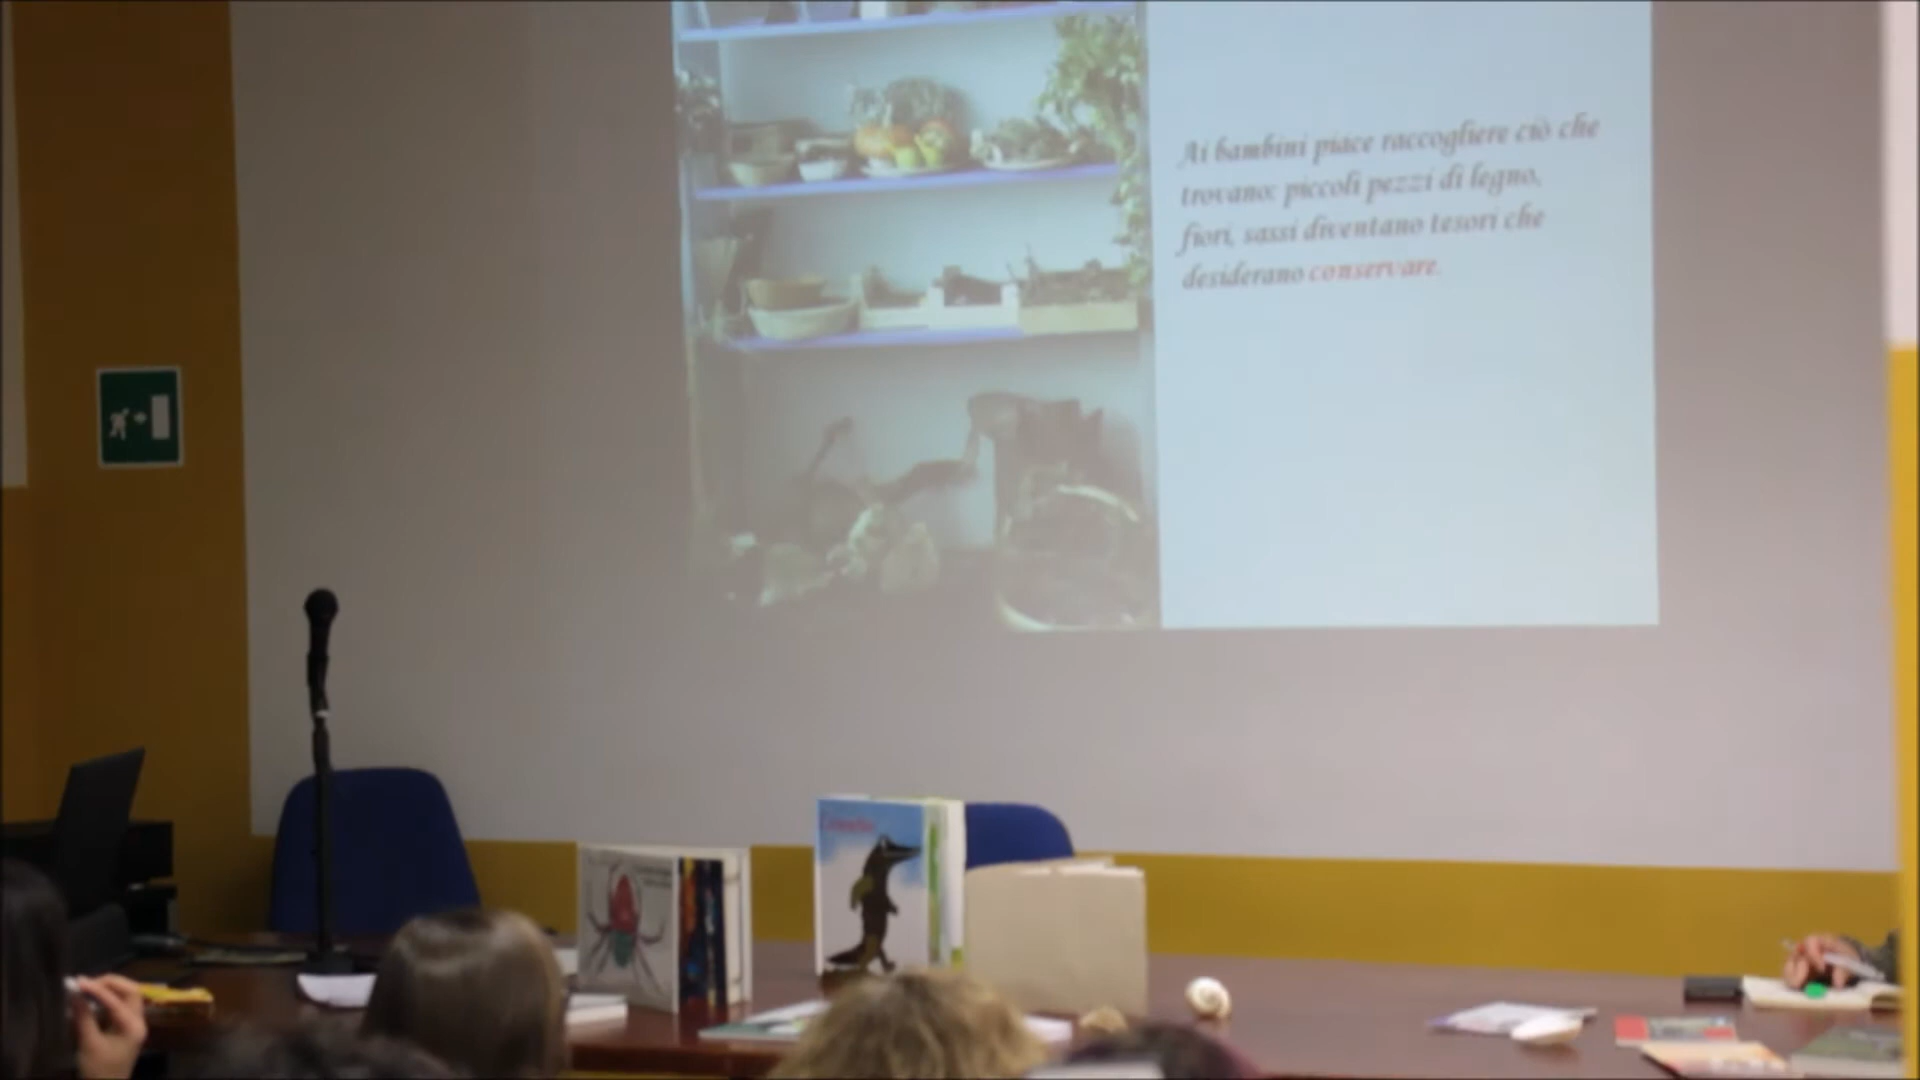 Ai bambini piace raccogliere ciò che
trovano: piccoli pezzi di legno,
fiori, sassi diventano tesori che
desiderano conservare.